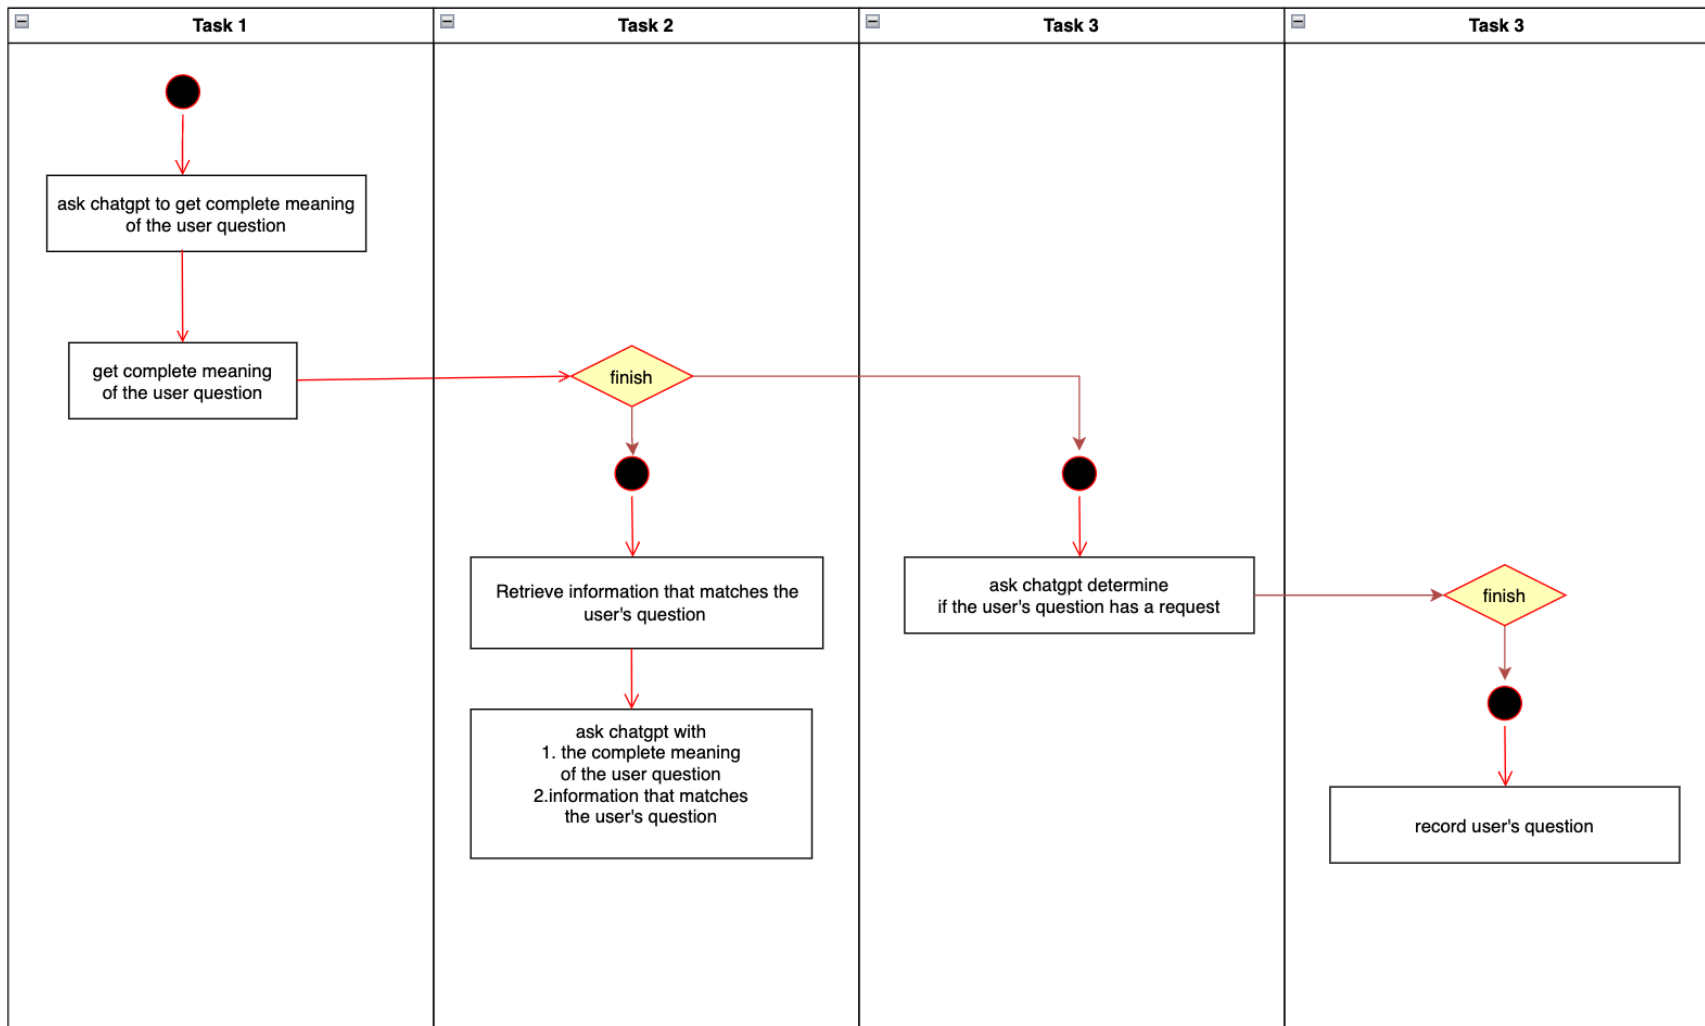 Task 1
Task 2
Task 3
Task 3
ask chatgpt to get complete meaning
of the user question
get complete meaning
of the user question
finish
Retrieve information that matches the
user's question
ask chatgpt with
1. the complete meaning
of the user question
2.information that matches
the user's question
ask chatgpt determine
if the user's question has a request
finish
record user's question